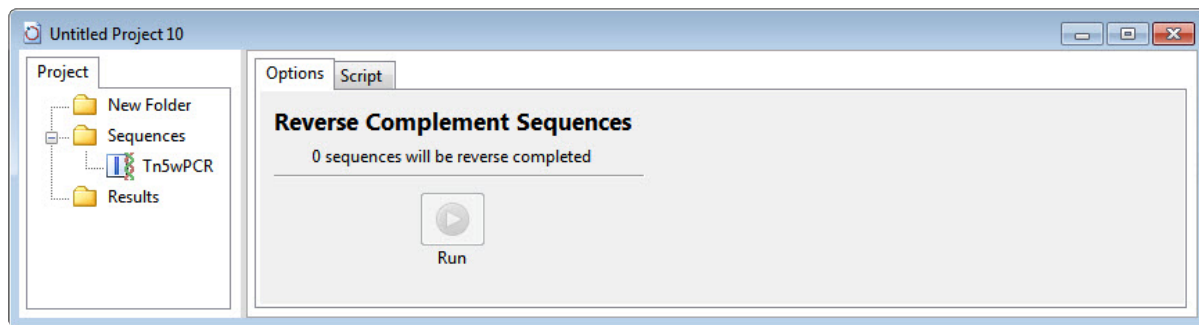 Untitled Project 10
Project
New Folder
Sequences
Tn5wPCR
Results
Options Script
Reverse Complement Sequences
0 sequences will be reverse completed
Run